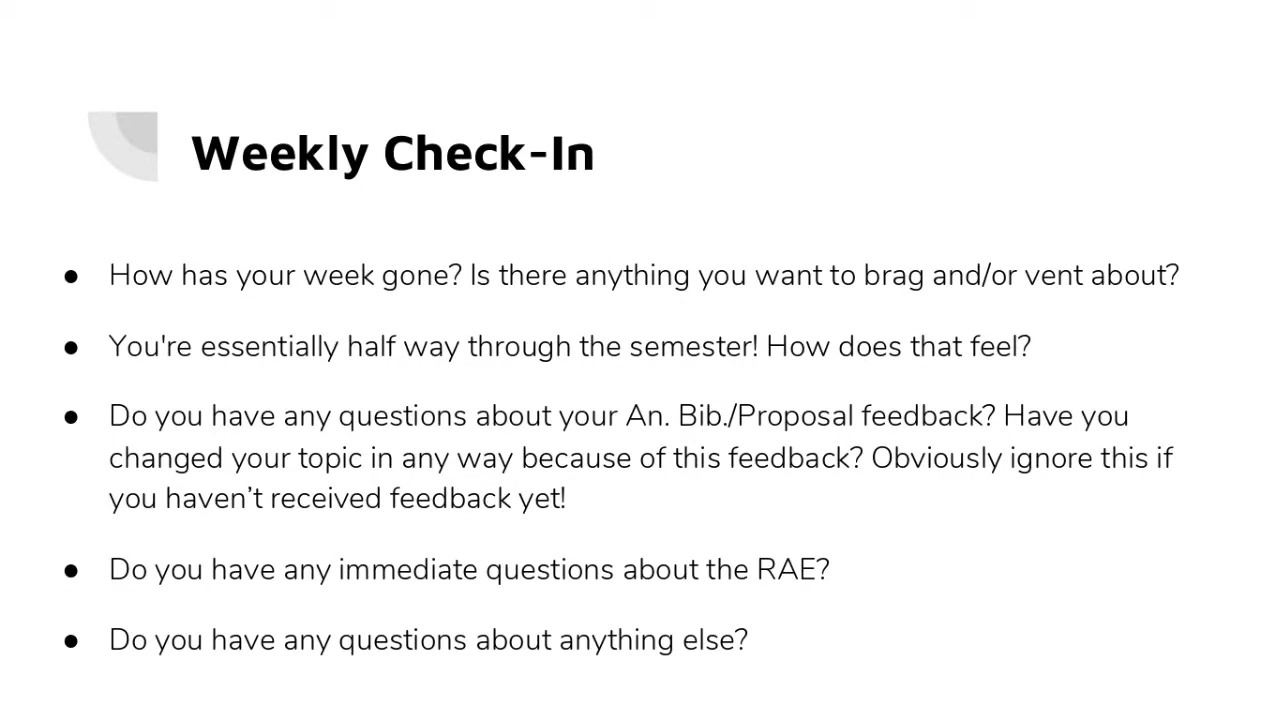 Weekly Check-In
● How has your week gone? Is there anything you want to brag and/or vent about?
● You're essentially half way through the semester! How does that feel?
● Do you have any questions about your An. Bib./Proposal feedback? Have you
changed your topic in any way because of this feedback? Obviously ignore this if
you haven’t received feedback yet!
● Do you have any immediate questions about the RAE?
● Do you have any questions about anything else?